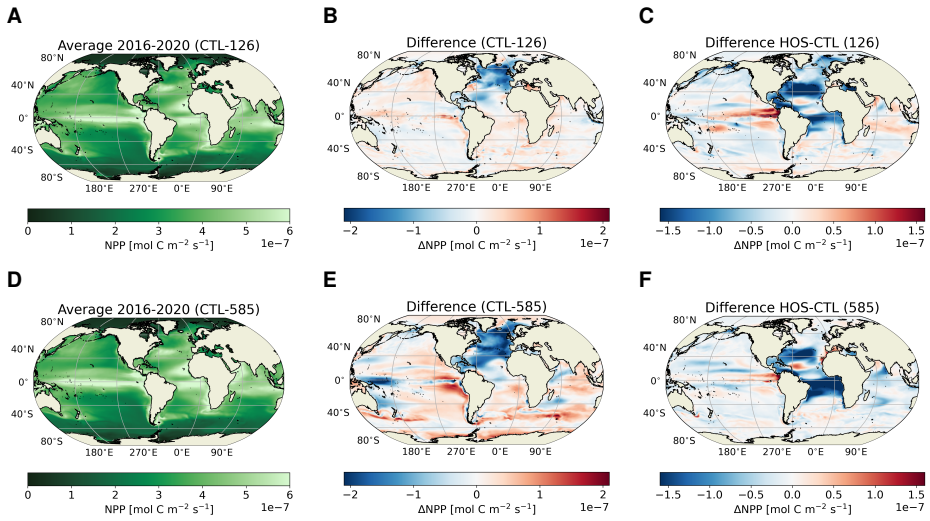 A
B
C
Average 2016-2020 (CTL-126)
Difference (CTL-126)
Difference HOS-CTL (126)
80°N
40°N
0°
40°S
80°S
180°E 270°E 0°E 90°E
80°N
40°N
0°
40°S
80°S
180°E 270°E 0°E 90°E
80°N
40°N
0°
40°S
80°S
180°E 270°E 0°E 90°E
0 1 2 3 4 5 6
NPP [mol C m⁻² s⁻¹] 1e−7
−2 −1 0 1 2
ΔNPP [mol C m⁻² s⁻¹] 1e−7
−1.5 −1.0 −0.5 0.0 0.5 1.0 1.5
ΔNPP [mol C m⁻² s⁻¹] 1e−7
D
E
F
Average 2016-2020 (CTL-585)
Difference (CTL-585)
Difference HOS-CTL (585)
80°N
40°N
0°
40°S
80°S
180°E 270°E 0°E 90°E
80°N
40°N
0°
40°S
80°S
180°E 270°E 0°E 90°E
80°N
40°N
0°
40°S
80°S
180°E 270°E 0°E 90°E
0 1 2 3 4 5 6
NPP [mol C m⁻² s⁻¹] 1e−7
−2 −1 0 1 2
ΔNPP [mol C m⁻² s⁻¹] 1e−7
−1.5 −1.0 −0.5 0.0 0.5 1.0 1.5
ΔNPP [mol C m⁻² s⁻¹] 1e−7